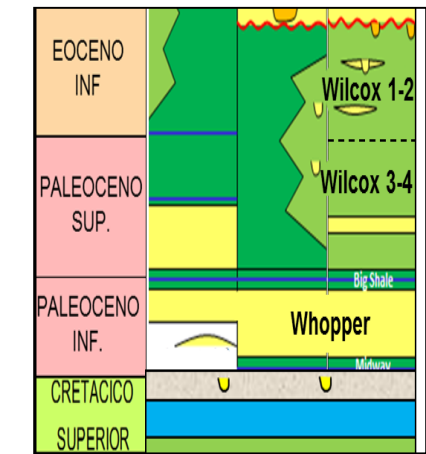 EOCENO
INF
Wilcox 1-2
PALEOCENO
SUP.
Wilcox 3-4
Big Shale
PALEOCENO
INF.
Whopper
Midway
CRETACICO
SUPERIOR